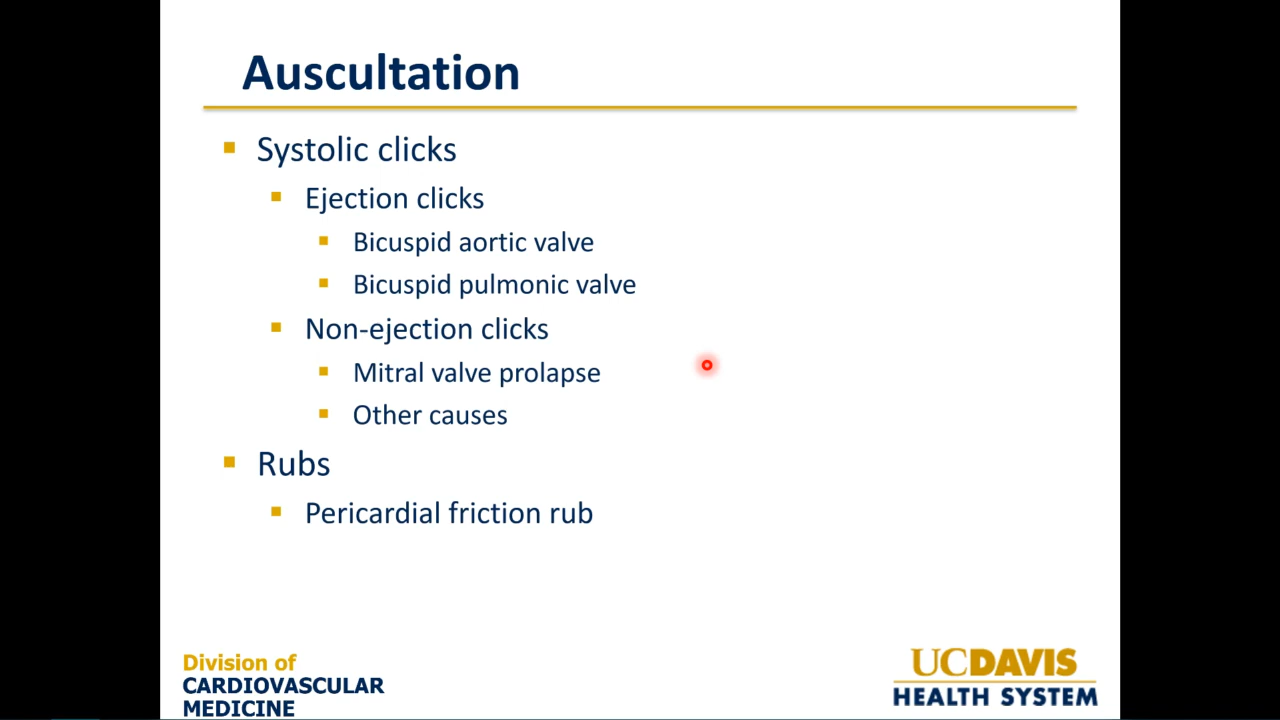 Auscultation
Systolic clicks
Ejection clicks
Bicuspid aortic valve
Bicuspid pulmonic valve
Non-ejection clicks
Mitral valve prolapse
Other causes
Rubs
Pericardial friction rub
Division of
CARDIOVASCULAR
MEDICINE
UCDAVIS
HEALTH SYSTEM